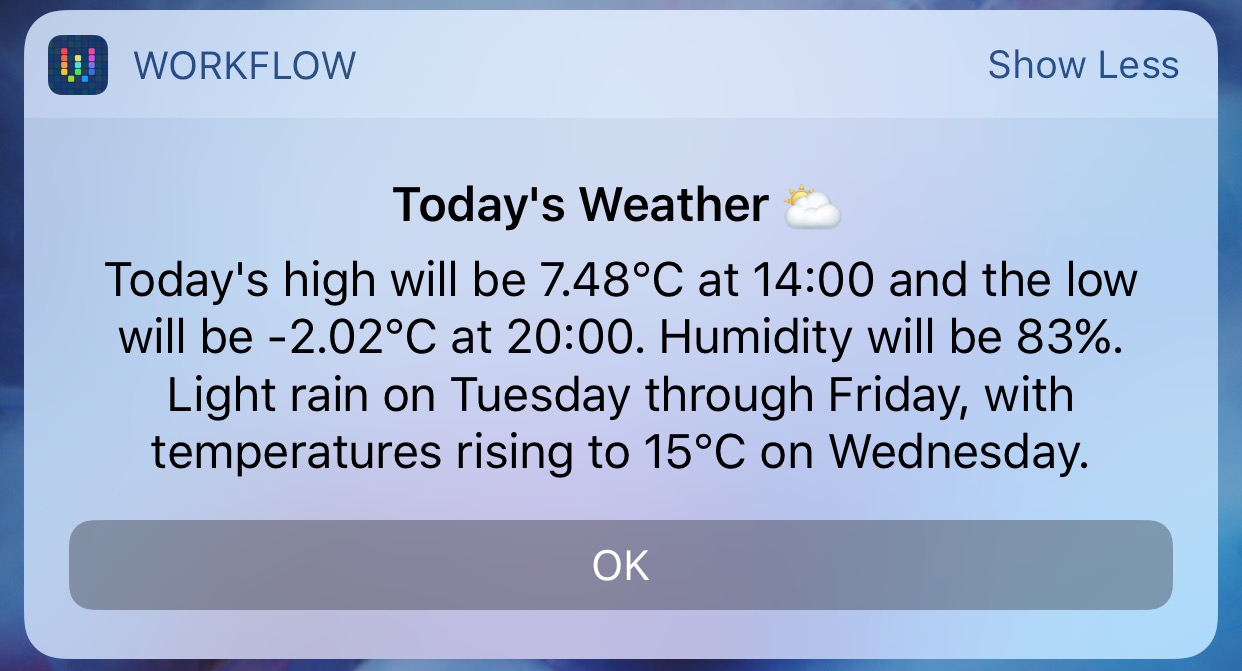 WORKFLOW
Show Less
Today's Weather 🌤️
Today's high will be 7.48°C at 14:00 and the low
will be -2.02°C at 20:00. Humidity will be 83%.
Light rain on Tuesday through Friday, with
temperatures rising to 15°C on Wednesday.
OK